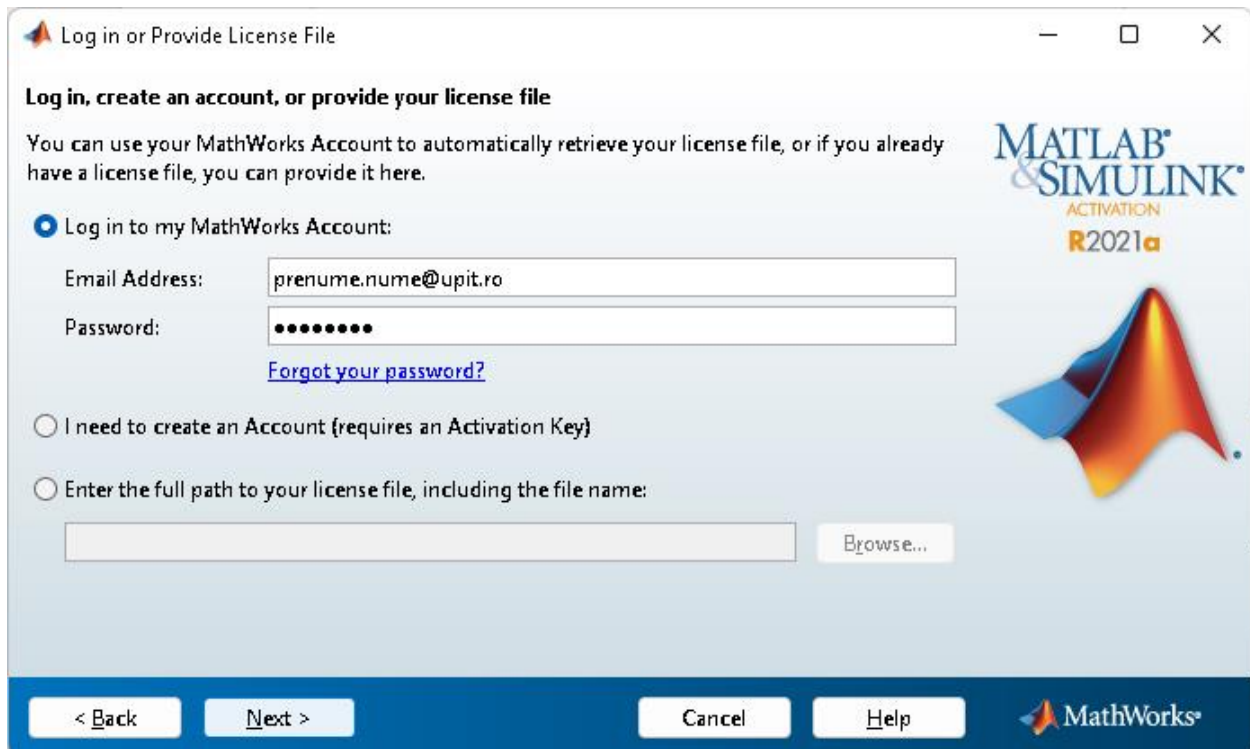 Log in or Provide License File
Log in, create an account, or provide your license file
You can use your MathWorks Account to automatically retrieve your license file, or if you already
have a license file, you can provide it here.
Log in to my MathWorks Account:
Email Address:
prenume.nume@upit.ro
Password:
••••••••
Forgot your password?
I need to create an Account (requires an Activation Key)
Enter the full path to your license file, including the file name:
Browse...
MATLAB®
&SIMULINK®
ACTIVATION
R2021a
< Back
Next >
Cancel
Help
MathWorks®